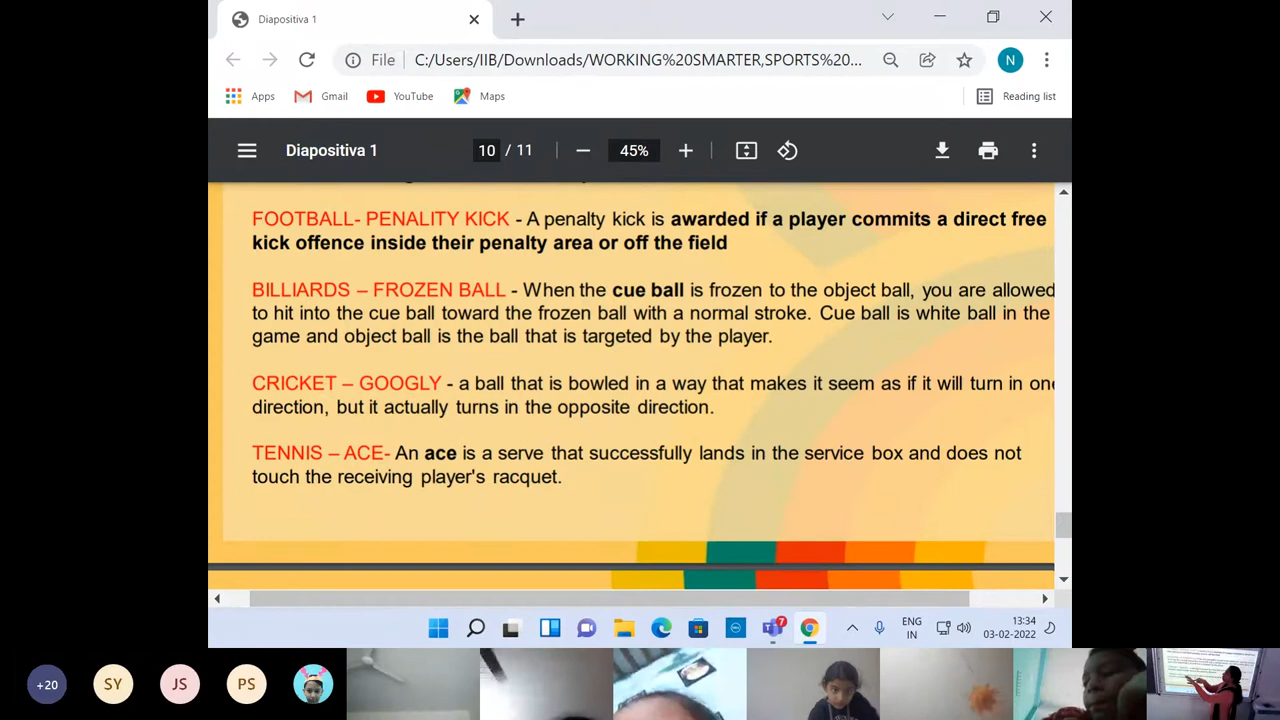 Diapositiva 1
File C:/Users/IIB/Downloads/WORKING%20SMARTER,SPORTS%20... N
Apps Gmail YouTube Maps Reading list
Diapositiva 1 10 / 11 45%
FOOTBALL- PENALITY KICK - A penalty kick is awarded if a player commits a direct free
kick offence inside their penalty area or off the field
BILLIARDS – FROZEN BALL - When the cue ball is frozen to the object ball, you are allowed
to hit into the cue ball toward the frozen ball with a normal stroke. Cue ball is white ball in the
game and object ball is the ball that is targeted by the player.
CRICKET – GOOGLY - a ball that is bowled in a way that makes it seem as if it will turn in one
direction, but it actually turns in the opposite direction.
TENNIS – ACE- An ace is a serve that successfully lands in the service box and does not
touch the receiving player's racquet.
7
ENG 13:34
IN 03-02-2022
+20 SY JS PS